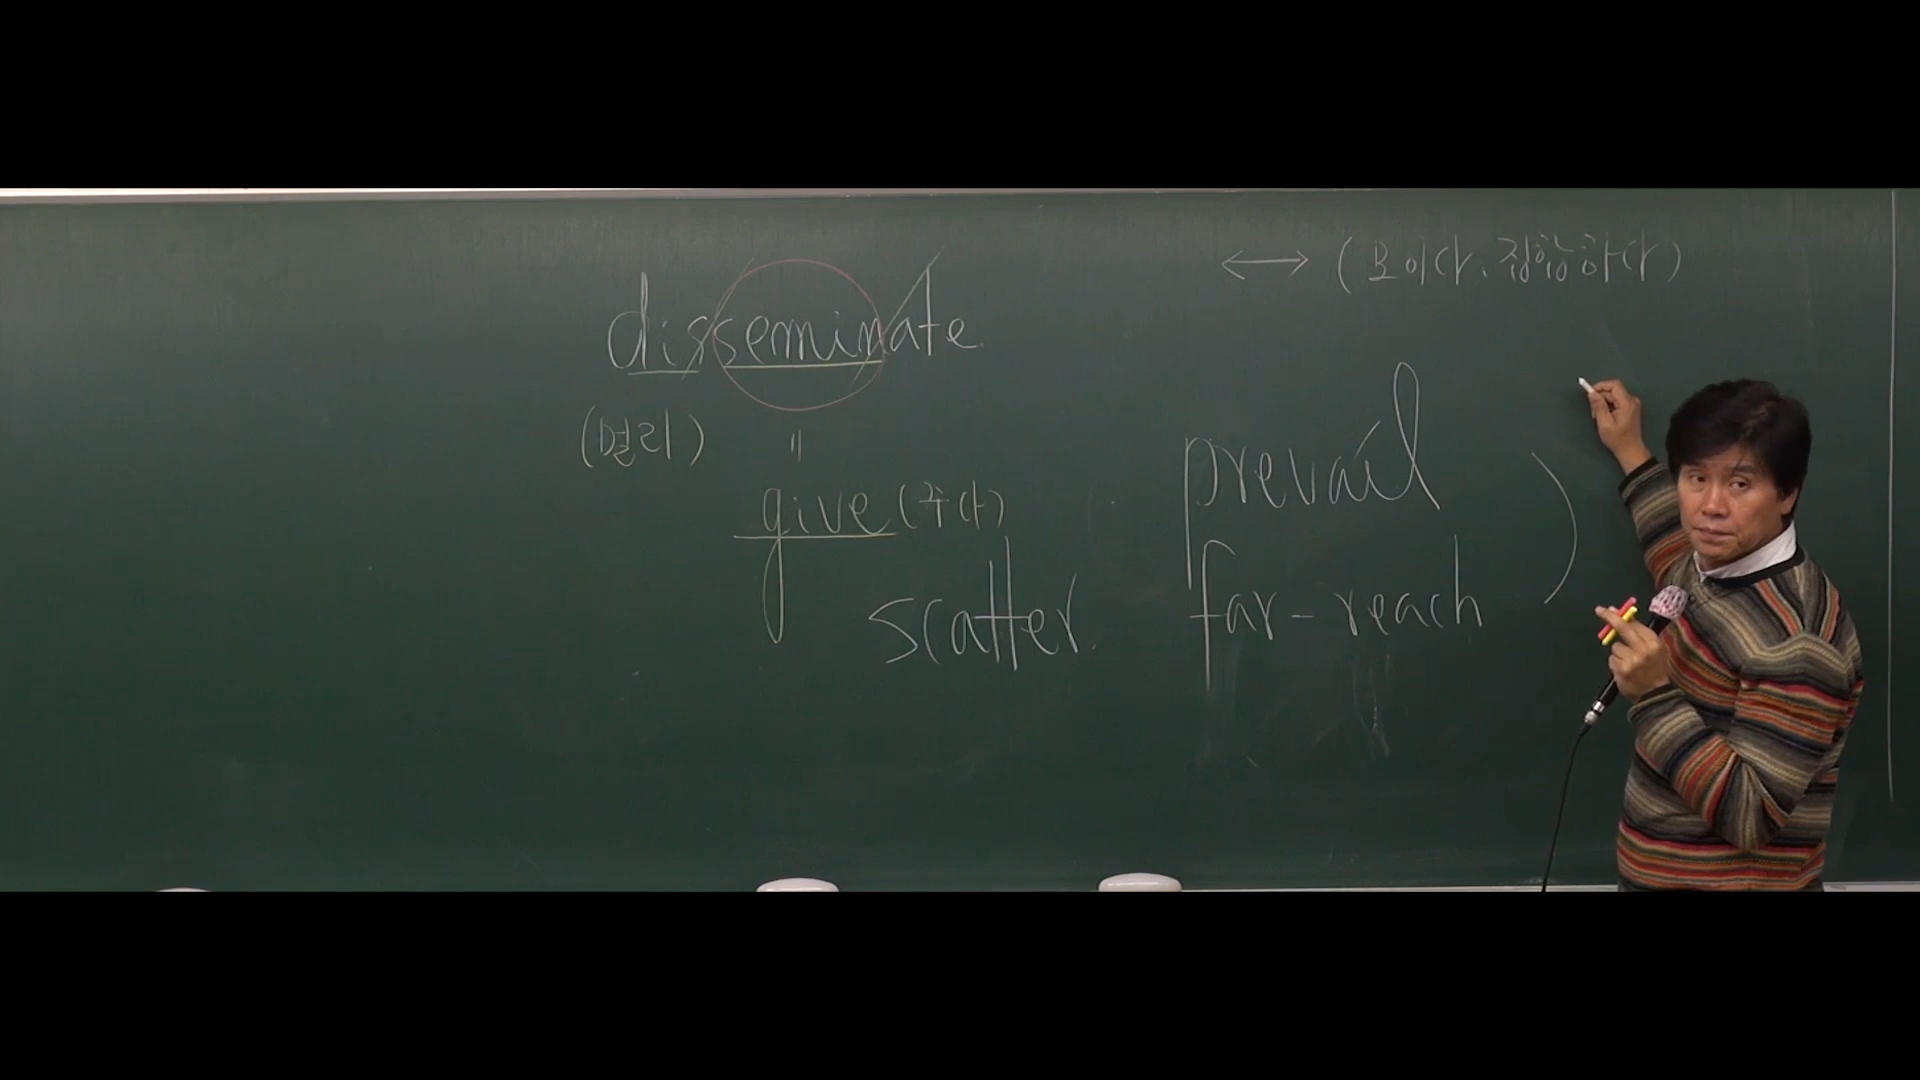 disseminate.
(멀리)
=
give (주다)
scatter.
↔ (모이다, 집합하다)
prevail
far-reach